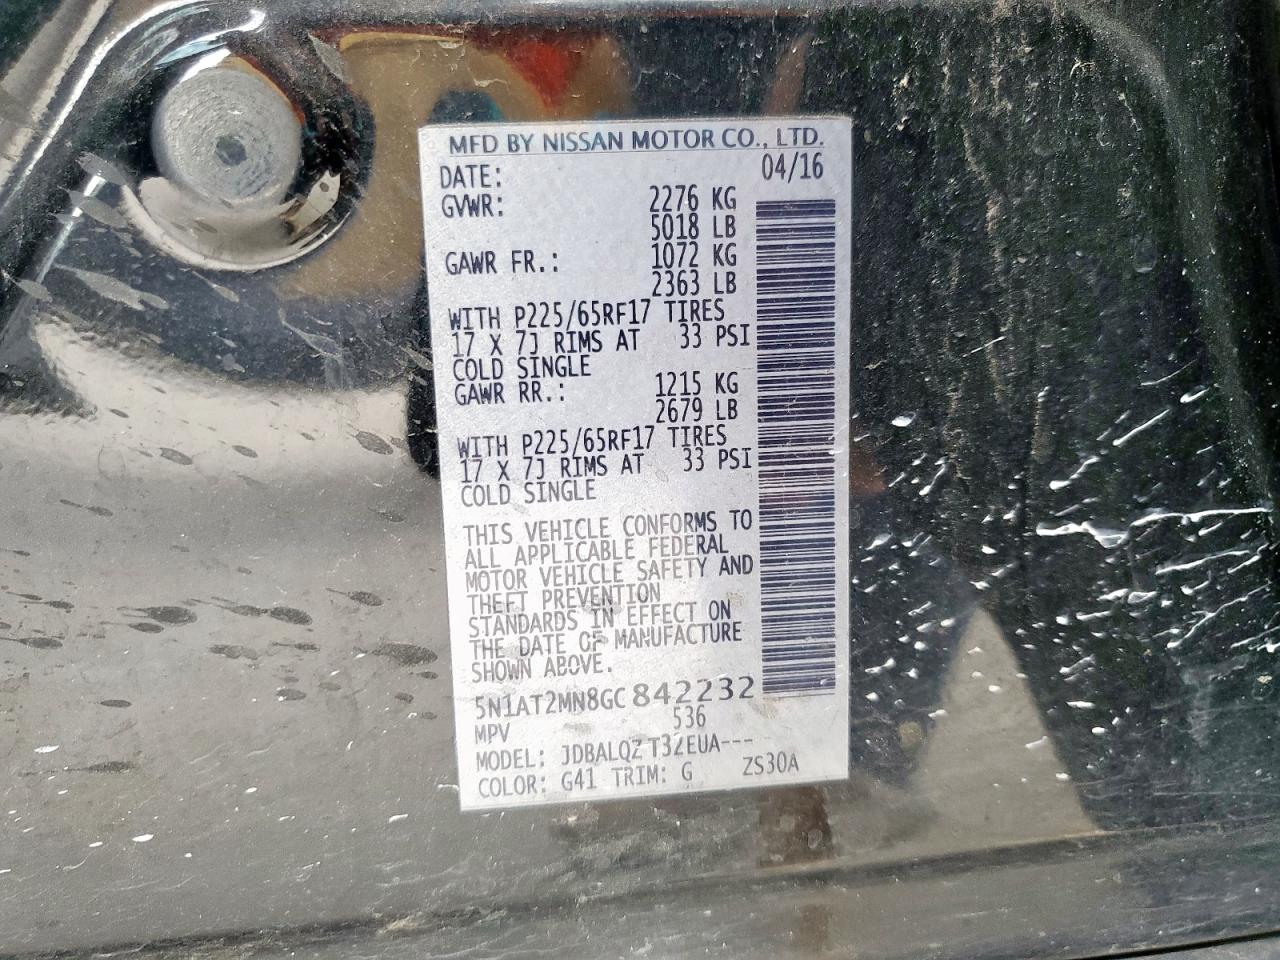 MFD BY NISSAN MOTOR CO., LTD.
DATE: 04/16
GVWR: 2276 KG
5018 LB
GAWR FR.: 1072 KG
2363 LB
WITH P225/65RF17 TIRES
17 X 7J RIMS AT 33 PSI
COLD SINGLE
GAWR RR.: 1215 KG
2679 LB
WITH P225/65RF17 TIRES
17 X 7J RIMS AT 33 PSI
COLD SINGLE
THIS VEHICLE CONFORMS TO
ALL APPLICABLE FEDERAL
MOTOR VEHICLE SAFETY AND
THEFT PREVENTION
STANDARDS IN EFFECT ON
THE DATE OF MANUFACTURE
SHOWN ABOVE.
5N1AT2MN8GC842232
MPV 536
MODEL: JDBALQZ T32EUA---
COLOR: G41 TRIM: G ZS30A